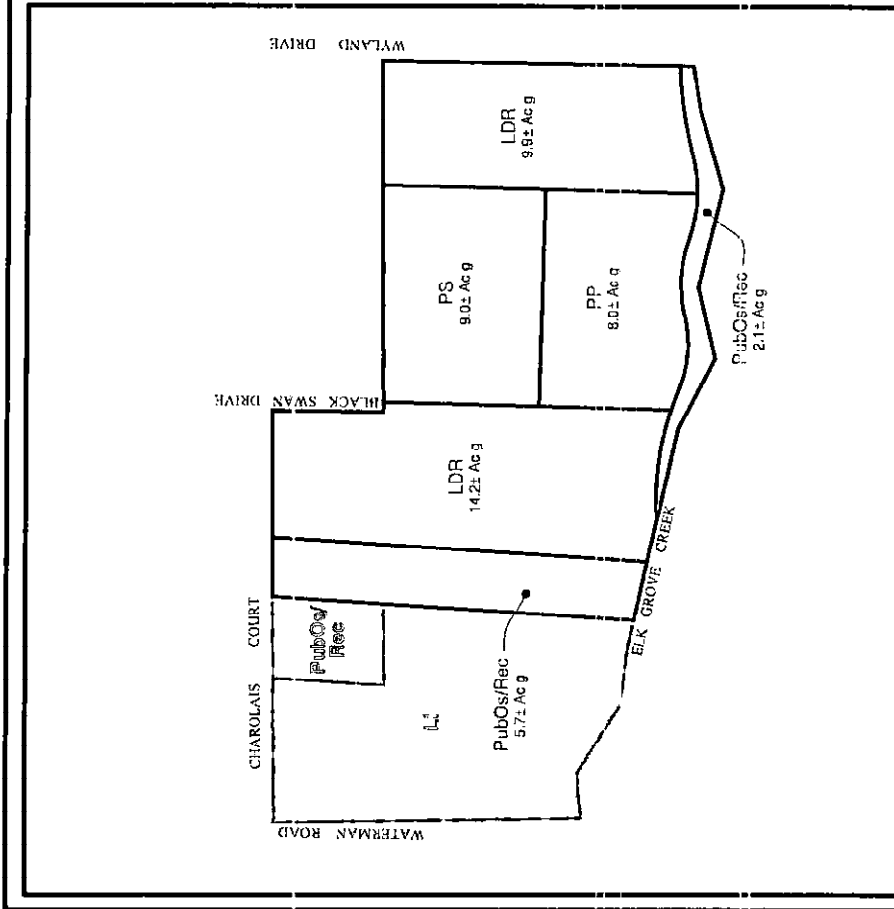 WYLAND DRIVE
LDR
9.9± Ac g
PS
9.0± Ac g
PP
8.0± Ac g
PubOs/Rec
2.1± Ac g
BLACK SWAN DRIVE
LDR
14.2± Ac g
ELK GROVE CREEK
CHAROLAIS COURT
PubOs/
Rec
LI
PubOs/Rec
5.7± Ac g
WATERMAN ROAD